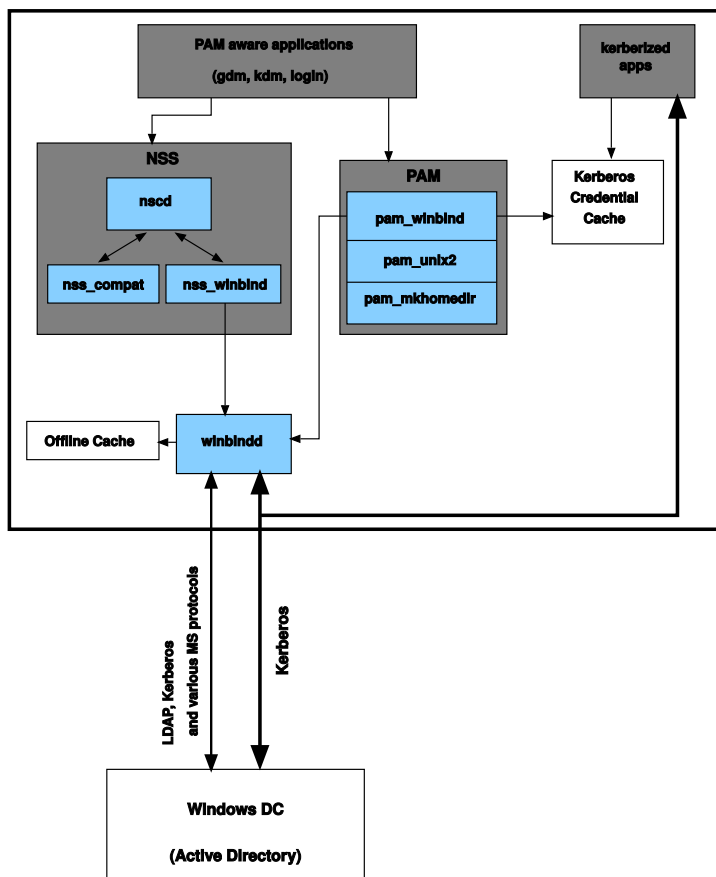 PAM aware applications
(gdm, kdm, login)
kerberized
apps
NSS
nscd
nss_compat
nss_winbind
PAM
pam_winbind
pam_unix2
pam_mkhomedir
Kerberos
Credential
Cache
Offline Cache
winbindd
LDAP, Kerberos
and various MS protocols
Kerberos
Windows DC
(Active Directory)